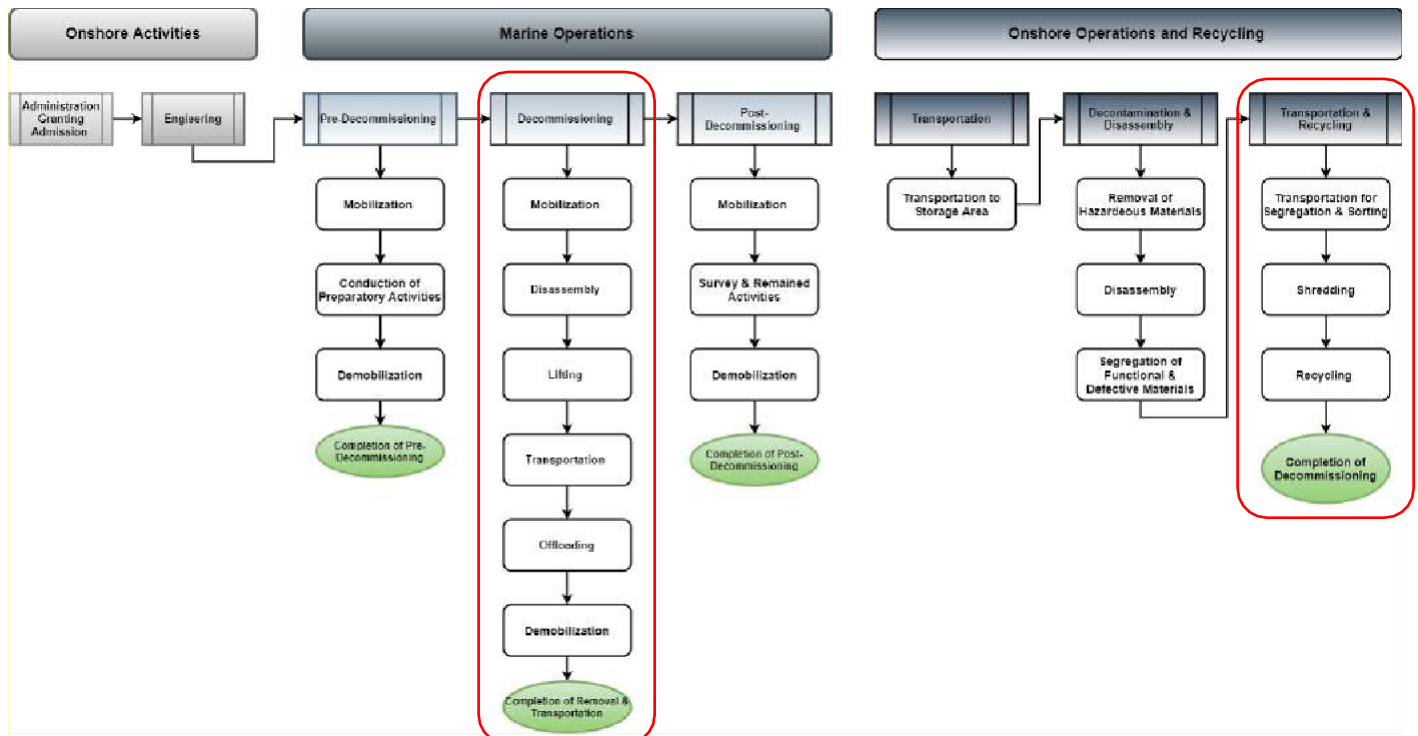 Onshore Activities
Marine Operations
Onshore Operations and Recycling
Administration
Granting
Admission
Engieering
Pre-Decommissioning
Decommissioning
Post-
Decommissioning
Transportation
Decontamination &
Disassembly
Transportation &
Recycling
Mobilization
Conduction of
Preparatory Activities
Demobilization
Completion of Pre-
Decommissioning
Mobilization
Disassembly
Lifting
Transportation
Offloading
Demobilization
Completion of Removal &
Transportation
Mobilization
Survey & Remained
Activities
Demobilization
Completion of Post-
Decommissioning
Transportation to
Storage Area
Removal of
Hazardeous Materials
Disassembly
Segregation of
Functional &
Defective Materials
Transportation for
Segregation & Sorting
Shredding
Recycling
Completion of
Decommissioning